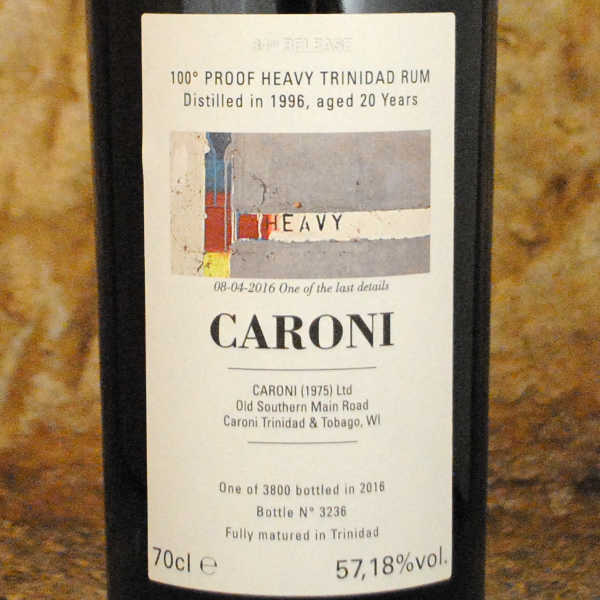 34th RELEASE
100° PROOF HEAVY TRINIDAD RUM
Distilled in 1996, aged 20 Years
HEAVY
08-04-2016 One of the last details
CARONI
CARONI (1975) Ltd
Old Southern Main Road
Caroni Trinidad & Tobago, WI
One of 3800 bottled in 2016
Bottle N° 3236
Fully matured in Trinidad
70cl ℮ 57,18%vol.